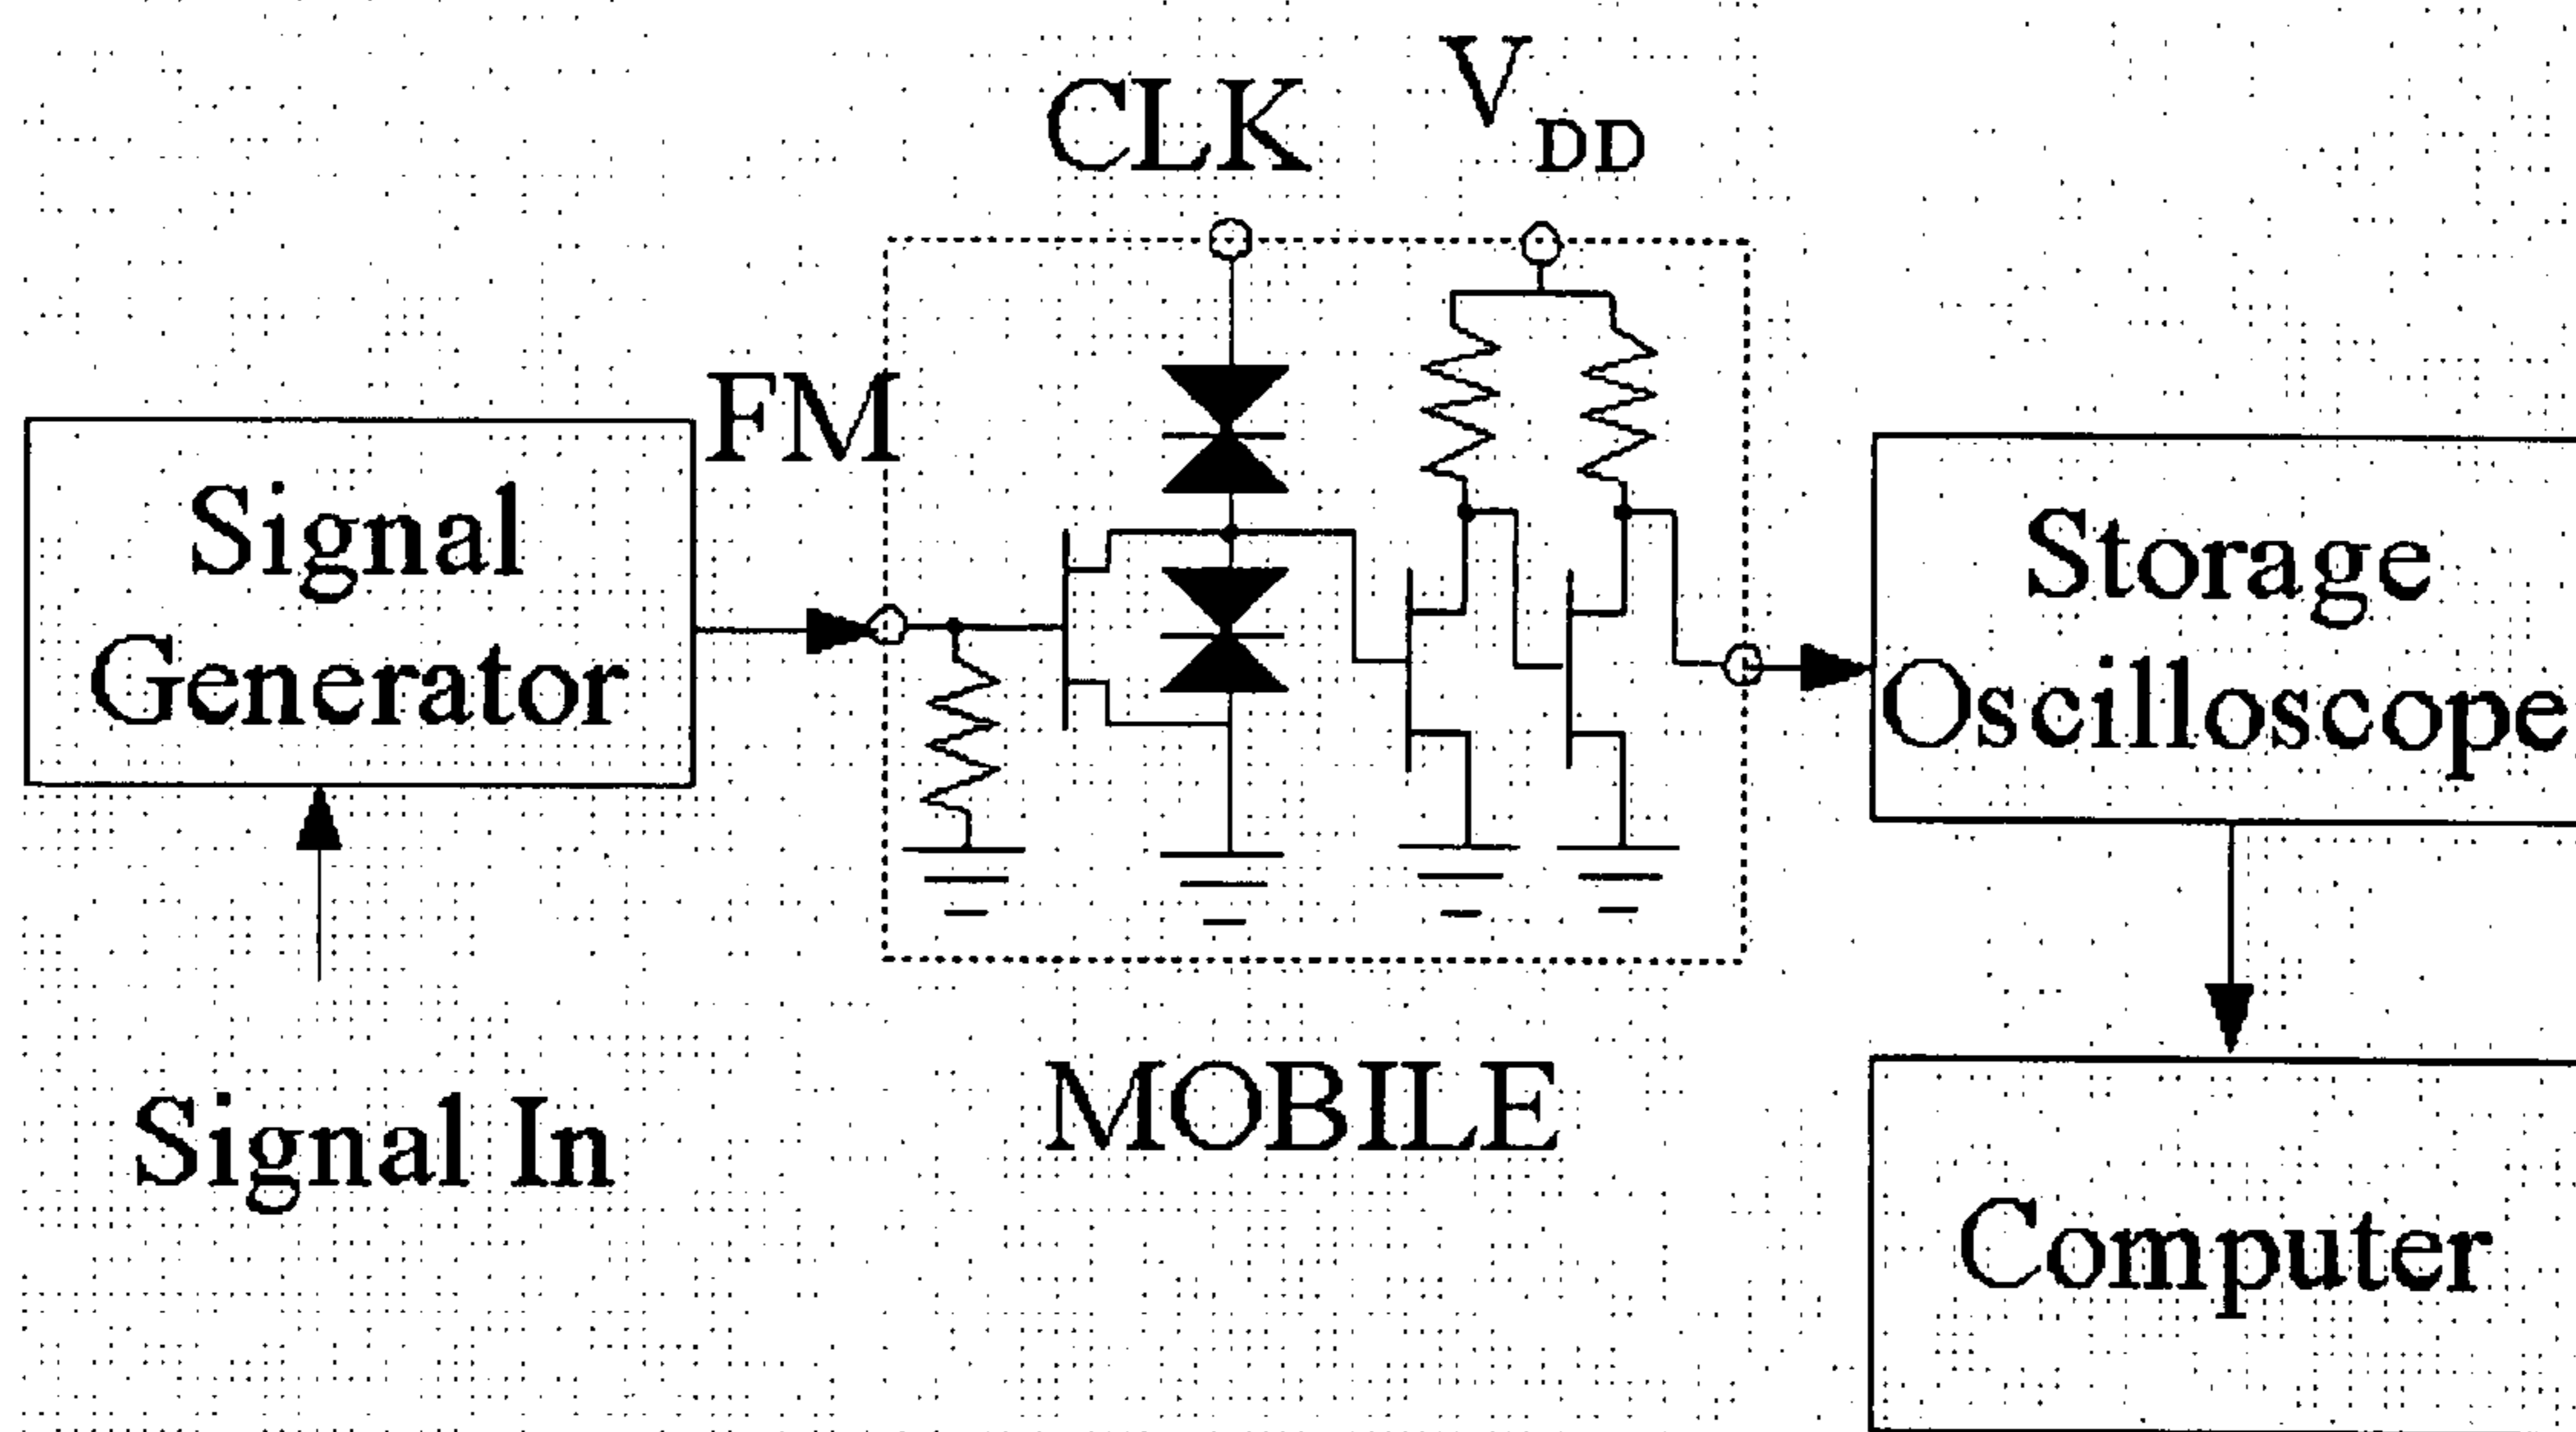 CLK
V DD
FM
Signal
Generator
Storage
Oscilloscope
MOBILE
Signal In
Computer